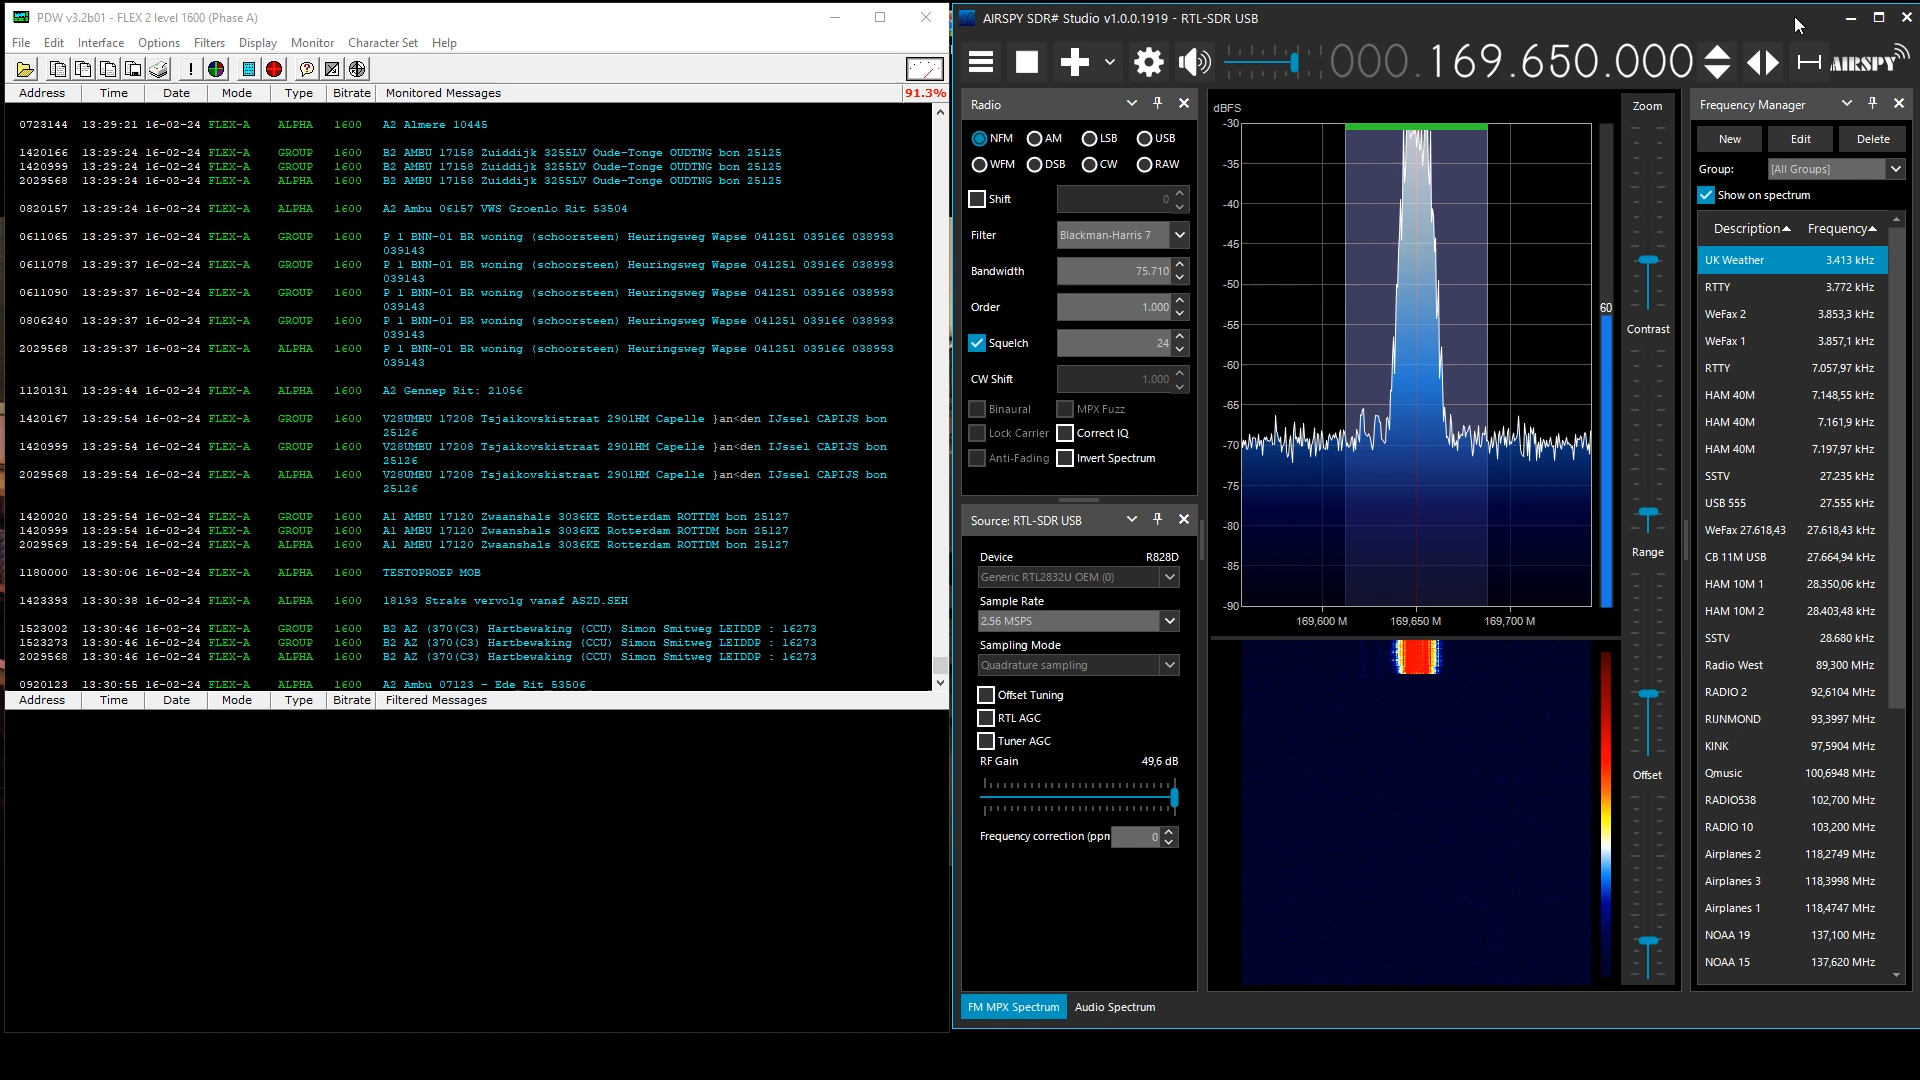 PDW v3.2b01 - FLEX 2 level 1600 (Phase A)
File Edit Interface Options Filters Display Monitor Character Set Help
Address Time Date Mode Type Bitrate Monitored Messages 91.3%
0723144 13:29:21 16-02-24 FLEX-A ALPHA 1600 A2 Almere 10445
1420166 13:29:24 16-02-24 FLEX-A GROUP 1600 B2 AMBU 17158 Zuiddijk 3255LV Oude-Tonge OUDTNG bon 25125
1420999 13:29:24 16-02-24 FLEX-A GROUP 1600 B2 AMBU 17158 Zuiddijk 3255LV Oude-Tonge OUDTNG bon 25125
2029568 13:29:24 16-02-24 FLEX-A ALPHA 1600 B2 AMBU 17158 Zuiddijk 3255LV Oude-Tonge OUDTNG bon 25125
0820157 13:29:24 16-02-24 FLEX-A ALPHA 1600 A2 Ambu 06157 VWS Groenlo Rit 53504
0611065 13:29:37 16-02-24 FLEX-A GROUP 1600 P 1 BNN-01 BR woning (schoorsteen) Heuringsweg Wapse 041251 039166 038993
039143
0611078 13:29:37 16-02-24 FLEX-A GROUP 1600 P 1 BNN-01 BR woning (schoorsteen) Heuringsweg Wapse 041251 039166 038993
039143
0611090 13:29:37 16-02-24 FLEX-A GROUP 1600 P 1 BNN-01 BR woning (schoorsteen) Heuringsweg Wapse 041251 039166 038993
039143
0806240 13:29:37 16-02-24 FLEX-A GROUP 1600 P 1 BNN-01 BR woning (schoorsteen) Heuringsweg Wapse 041251 039166 038993
039143
2029568 13:29:37 16-02-24 FLEX-A ALPHA 1600 P 1 BNN-01 BR woning (schoorsteen) Heuringsweg Wapse 041251 039166 038993
039143
1120131 13:29:44 16-02-24 FLEX-A ALPHA 1600 A2 Gennep Rit: 21056
1420167 13:29:54 16-02-24 FLEX-A GROUP 1600 V28UMBU 17208 Tsjaikovskistraat 2901HM Capelle }an<den IJssel CAPIJS bon
25126
1420999 13:29:54 16-02-24 FLEX-A GROUP 1600 V28UMBU 17208 Tsjaikovskistraat 2901HM Capelle }an<den IJssel CAPIJS bon
25126
2029568 13:29:54 16-02-24 FLEX-A ALPHA 1600 V28UMBU 17208 Tsjaikovskistraat 2901HM Capelle }an<den IJssel CAPIJS bon
25126
1420020 13:29:54 16-02-24 FLEX-A GROUP 1600 A1 AMBU 17120 Zwaanshals 3036KE Rotterdam ROTTDM bon 25127
1420999 13:29:54 16-02-24 FLEX-A GROUP 1600 A1 AMBU 17120 Zwaanshals 3036KE Rotterdam ROTTDM bon 25127
2029569 13:29:54 16-02-24 FLEX-A ALPHA 1600 A1 AMBU 17120 Zwaanshals 3036KE Rotterdam ROTTDM bon 25127
1180000 13:30:06 16-02-24 FLEX-A ALPHA 1600 TESTOPROEP MOB
1423393 13:30:38 16-02-24 FLEX-A ALPHA 1600 18193 Straks vervolg vanaf ASZD.SEH
1523002 13:30:46 16-02-24 FLEX-A GROUP 1600 B2 AZ (370(C3) Hartbewaking (CCU) Simon Smitweg LEIDDP : 16273
1523273 13:30:46 16-02-24 FLEX-A GROUP 1600 B2 AZ (370(C3) Hartbewaking (CCU) Simon Smitweg LEIDDP : 16273
2029568 13:30:46 16-02-24 FLEX-A ALPHA 1600 B2 AZ (370(C3) Hartbewaking (CCU) Simon Smitweg LEIDDP : 16273
0920123 13:30:55 16-02-24 FLEX-A ALPHA 1600 A2 Ambu 07123 - Ede Rit 53506
Address Time Date Mode Type Bitrate Filtered Messages
AIRSPY SDR# Studio v1.0.0.1919 - RTL-SDR USB
000.169.650.000
AIRSPY
Radio
NFM AM LSB USB
WFM DSB CW RAW
Shift 0
Filter Blackman-Harris 7
Bandwidth 75.710
Order 1.000
Squelch 24
CW Shift 1.000
Binaural MPX Fuzz
Lock Carrier Correct IQ
Anti-Fading Invert Spectrum
Source: RTL-SDR USB
Device R828D
Generic RTL2832U OEM (0)
Sample Rate
2.56 MSPS
Sampling Mode
Quadrature sampling
Offset Tuning
RTL AGC
Tuner AGC
RF Gain 49,6 dB
Frequency correction (ppm 0
FM MPX Spectrum Audio Spectrum
dBFS
-30
-35
-40
-45
-50
-55
-60
-65
-70
-75
-80
-85
-90
169,600 M 169,650 M 169,700 M
60
Zoom
Contrast
Range
Offset
Frequency Manager
New Edit Delete
Group: [All Groups]
Show on spectrum
Description Frequency
UK Weather 3.413 kHz
RTTY 3.772 kHz
WeFax 2 3.853,3 kHz
WeFax 1 3.857,1 kHz
RTTY 7.057,97 kHz
HAM 40M 7.148,55 kHz
HAM 40M 7.161,9 kHz
HAM 40M 7.197,97 kHz
SSTV 27.235 kHz
USB 555 27.555 kHz
WeFax 27.618,43 27.618,43 kHz
CB 11M USB 27.664,94 kHz
HAM 10M 1 28.350,06 kHz
HAM 10M 2 28.403,48 kHz
SSTV 28.680 kHz
Radio West 89,300 MHz
RADIO 2 92,6104 MHz
RIJNMOND 93,3997 MHz
KINK 97,5904 MHz
Qmusic 100,6948 MHz
RADIO538 102,700 MHz
RADIO 10 103,200 MHz
Airplanes 2 118,2749 MHz
Airplanes 3 118,3998 MHz
Airplanes 1 118,4747 MHz
NOAA 19 137,100 MHz
NOAA 15 137,620 MHz